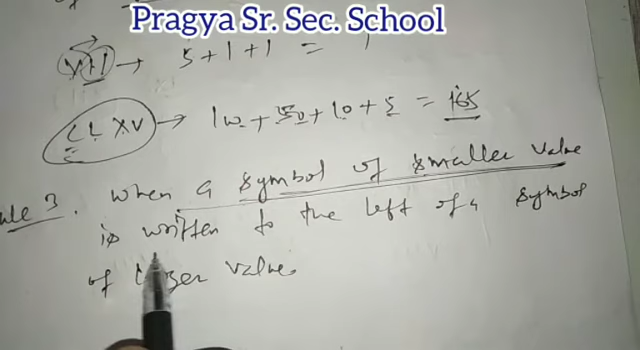 Pragya Sr. Sec. School
VII → 5+1+1 = 7
CLXV → 100+50+10+5 = 165
Rule 3. When a symbol of smaller value
is written to the left of a symbol
of larger value.